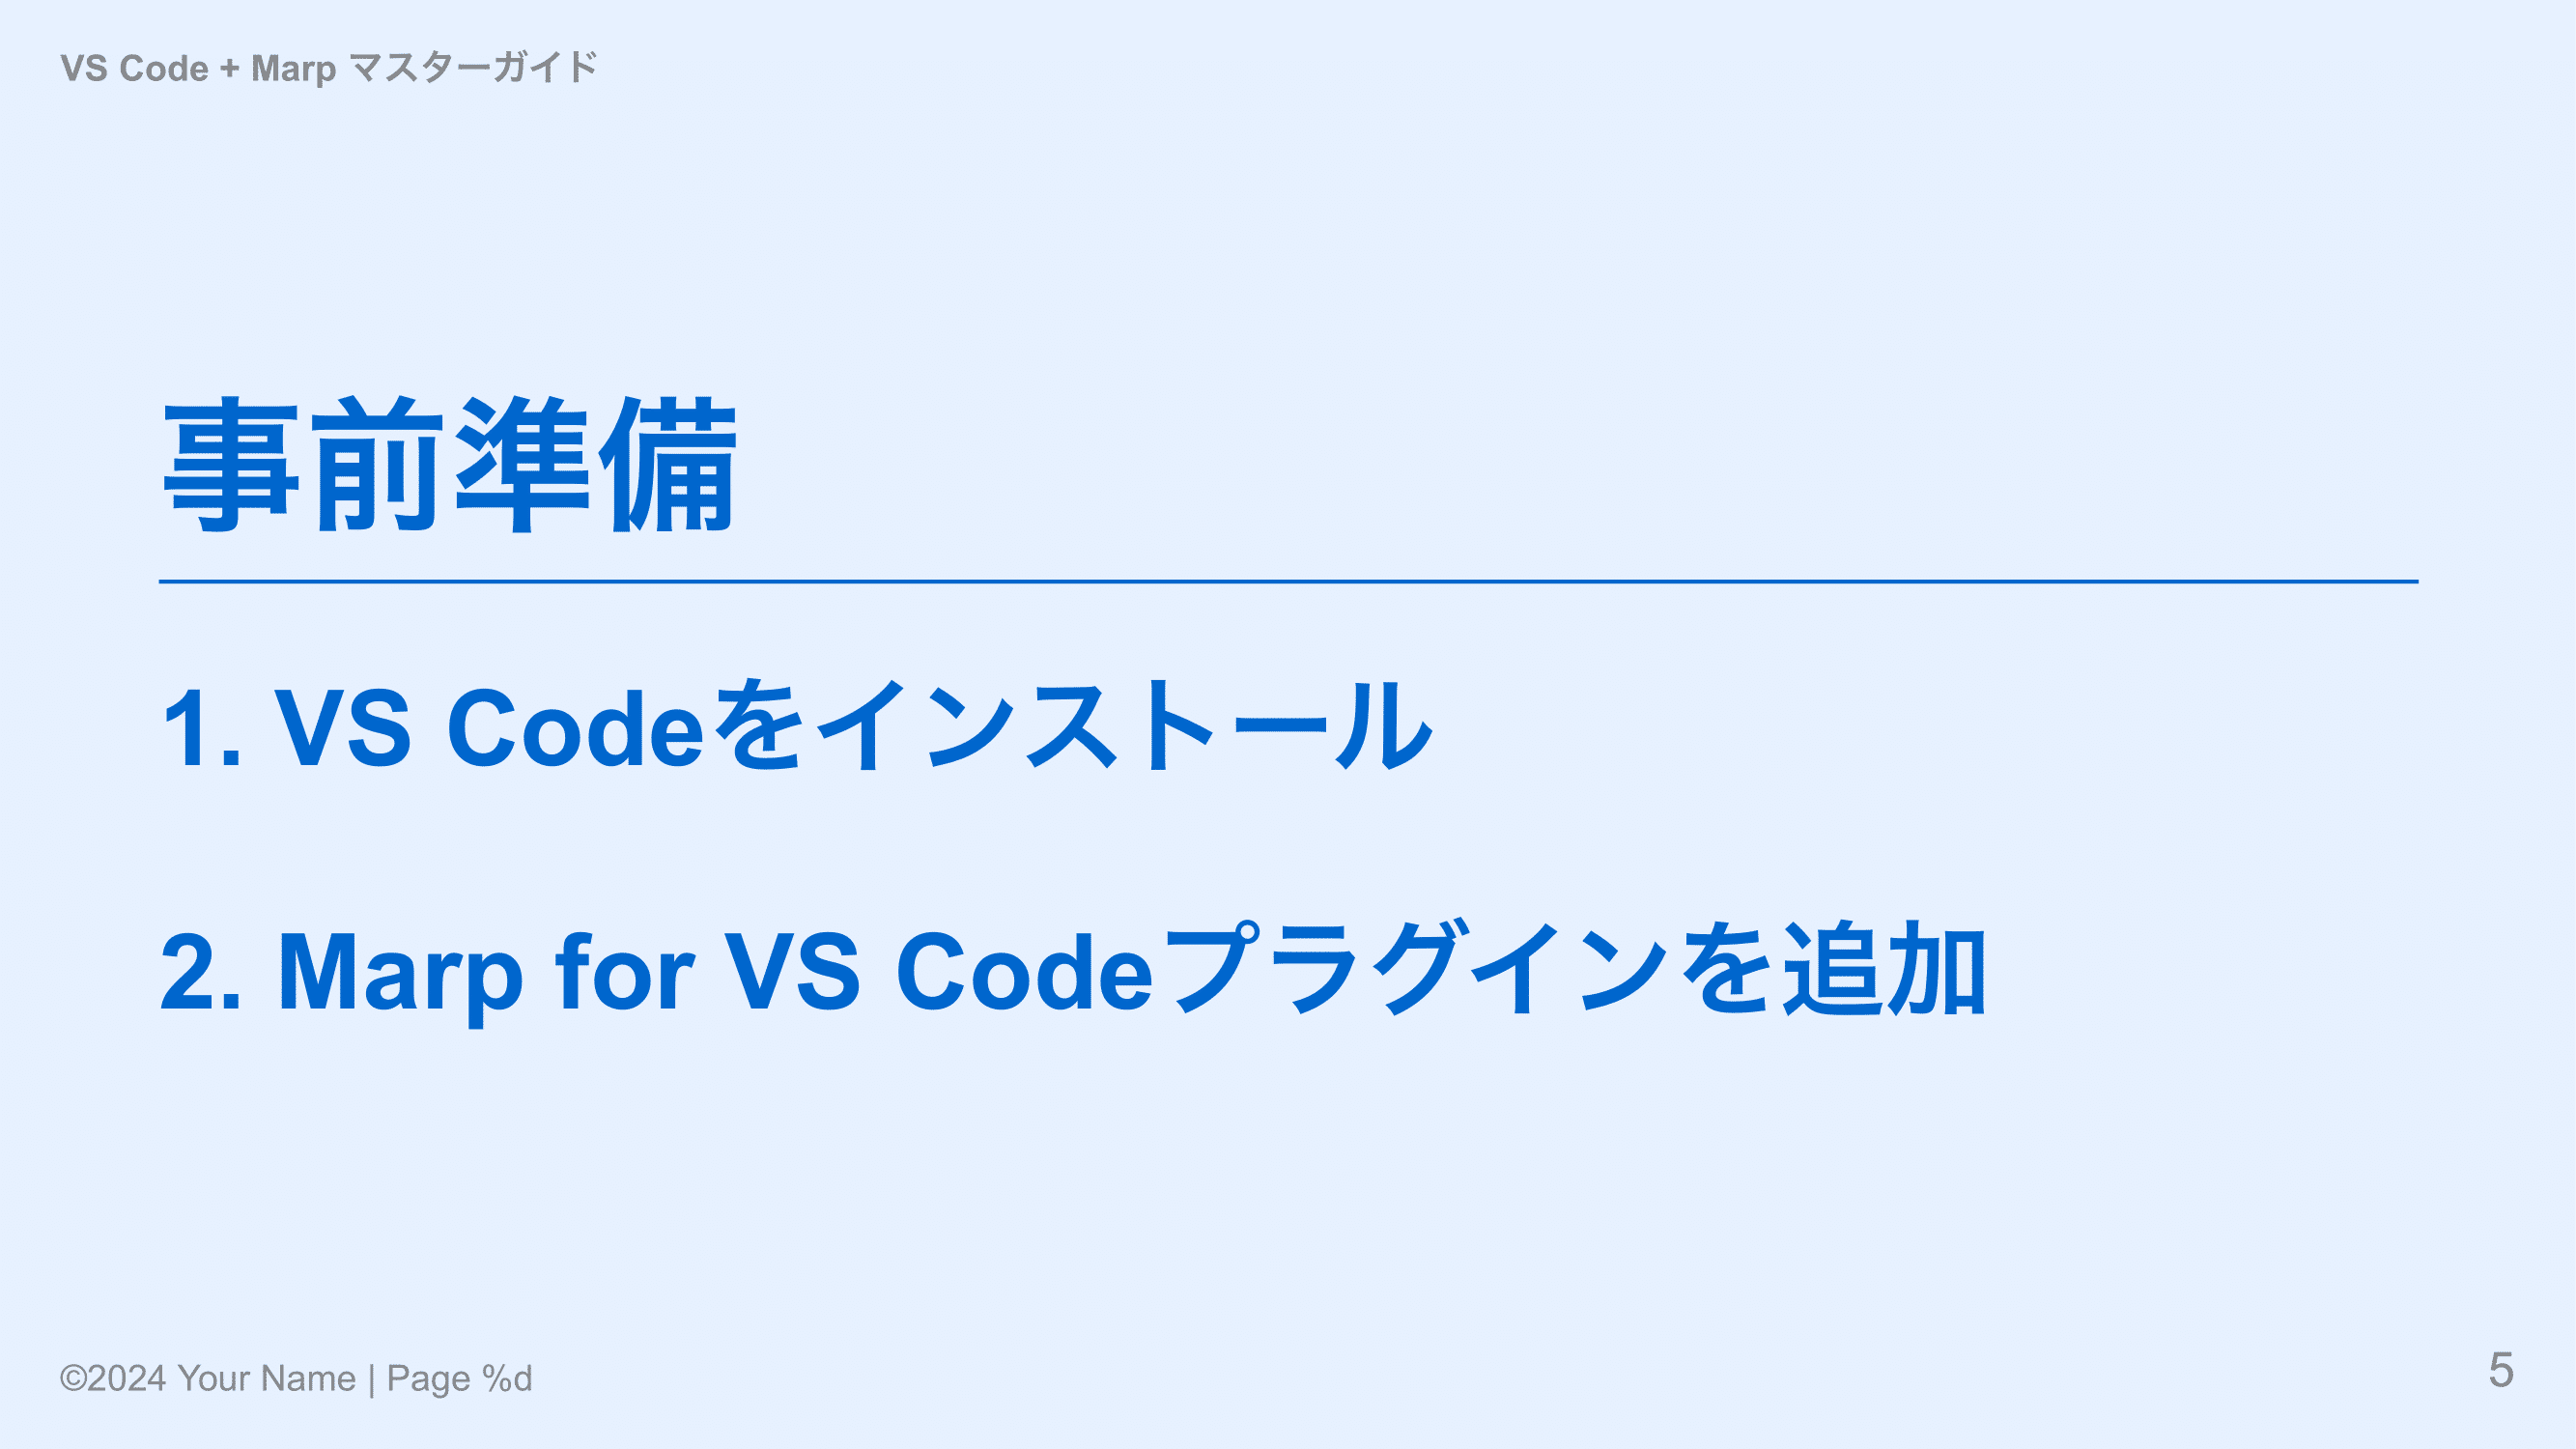 VS Code + Marp マスターガイド
事前準備
1. VS Codeをインストール
2. Marp for VS Codeプラグインを追加
©2024 Your Name | Page %d
5